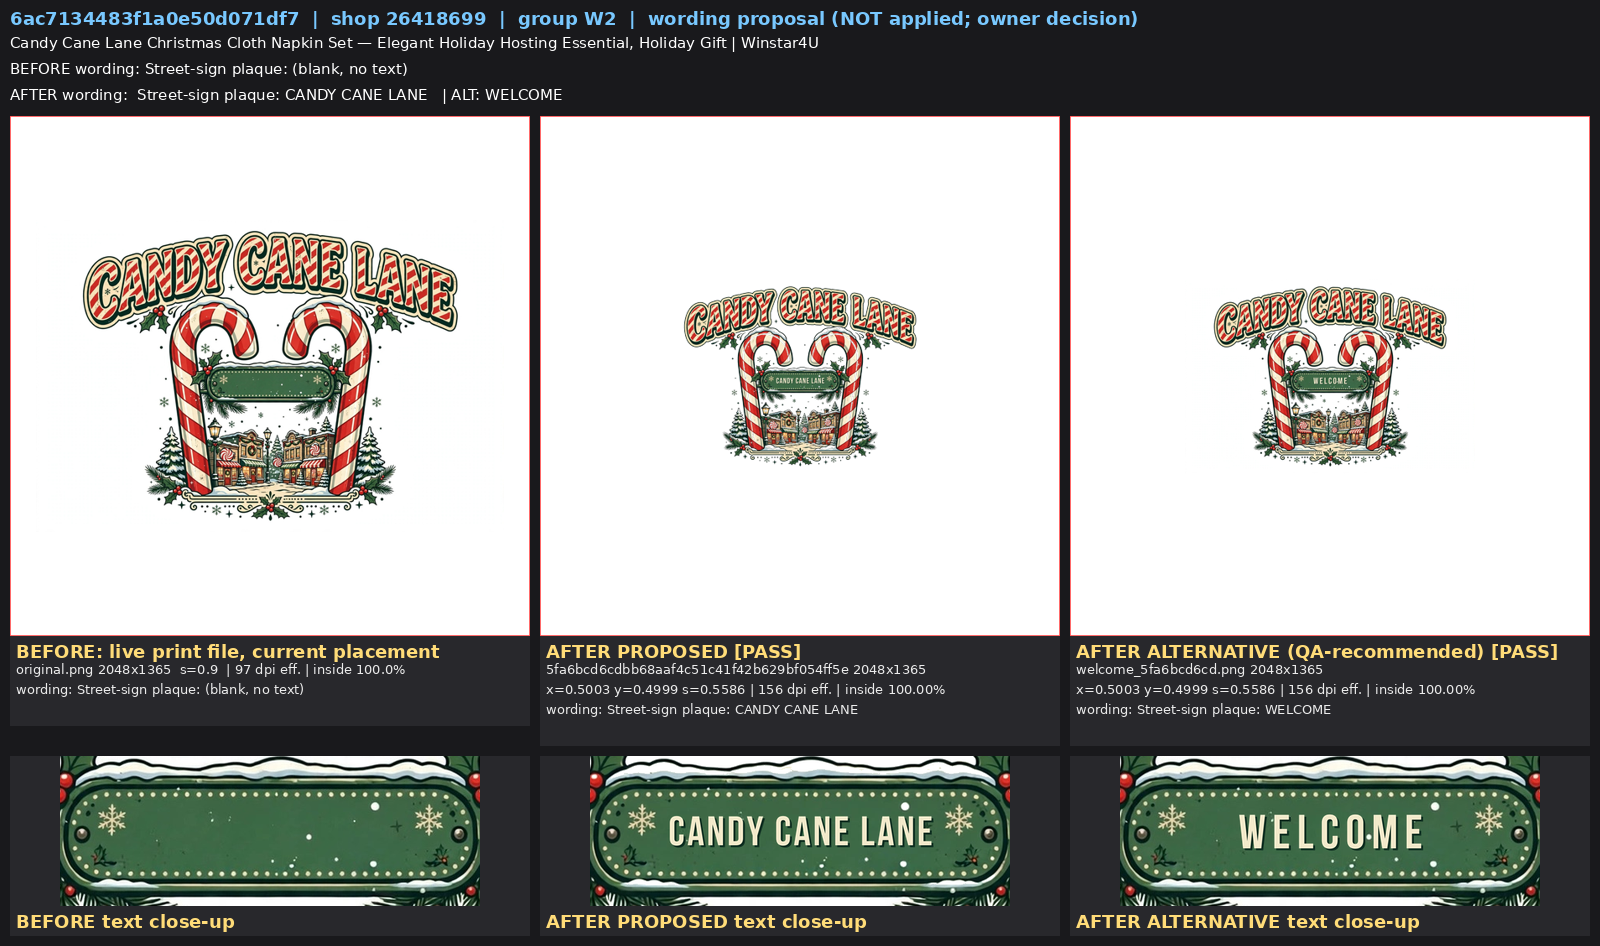 6ac7134483f1a0e50d071df7 | shop 26418699 | group W2 | wording proposal (NOT applied; owner decision)
Candy Cane Lane Christmas Cloth Napkin Set — Elegant Holiday Hosting Essential, Holiday Gift | Winstar4U
BEFORE wording: Street-sign plaque: (blank, no text)
AFTER wording:  Street-sign plaque: CANDY CANE LANE   | ALT: WELCOME
CANDY CANE LANE
BEFORE: live print file, current placement
original.png 2048x1365  s=0.9  | 97 dpi eff. | inside 100.0%
wording: Street-sign plaque: (blank, no text)
CANDY CANE LANE
CANDY CANE LANE
AFTER PROPOSED [PASS]
5fa6bcd6cdbb68aaf4c51c41f42b629bf054ff5e 2048x1365
x=0.5003 y=0.4999 s=0.5586 | 156 dpi eff. | inside 100.00%
wording: Street-sign plaque: CANDY CANE LANE
CANDY CANE LANE
WELCOME
AFTER ALTERNATIVE (QA-recommended) [PASS]
welcome_5fa6bcd6cd.png 2048x1365
x=0.5003 y=0.4999 s=0.5586 | 156 dpi eff. | inside 100.00%
wording: Street-sign plaque: WELCOME
BEFORE text close-up
CANDY CANE LANE
AFTER PROPOSED text close-up
WELCOME
AFTER ALTERNATIVE text close-up